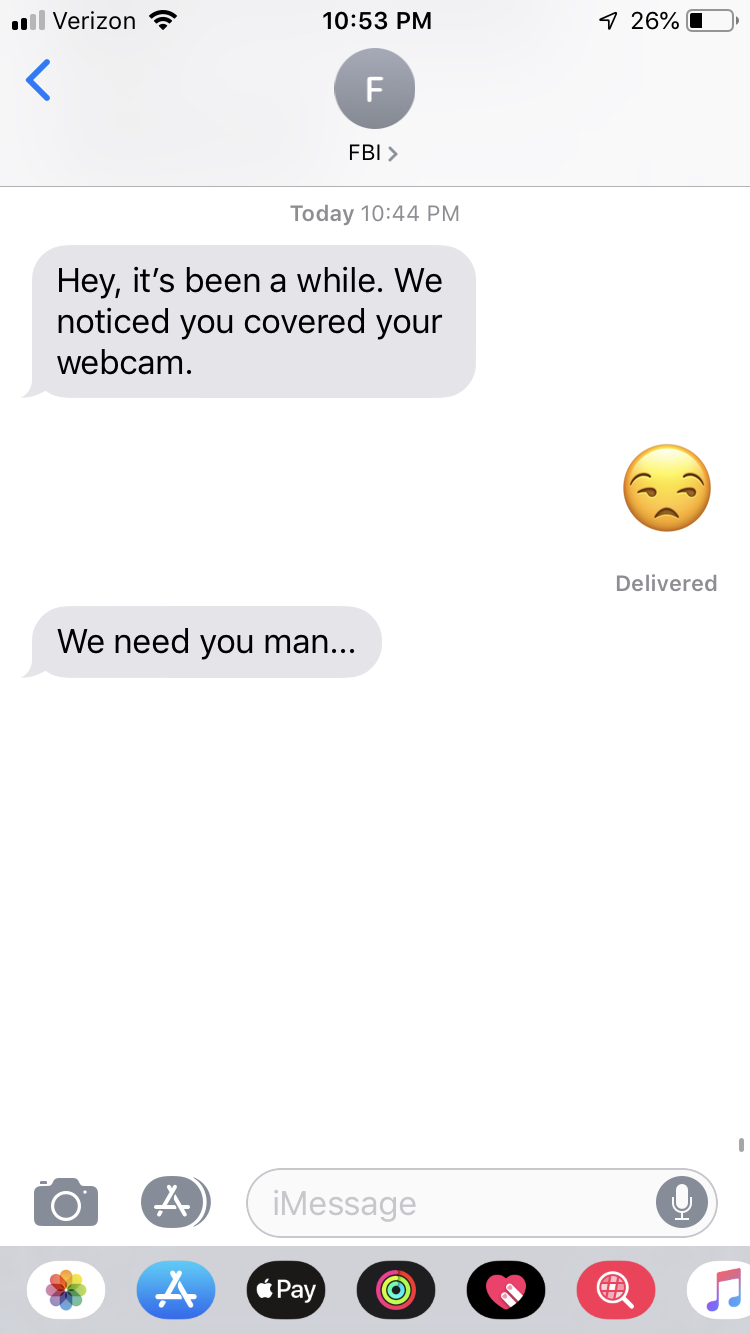 Verizon 10:53 PM 26%
F
FBI
Today 10:44 PM
Hey, it’s been a while. We
noticed you covered your
webcam.
Delivered
We need you man...
iMessage
Pay